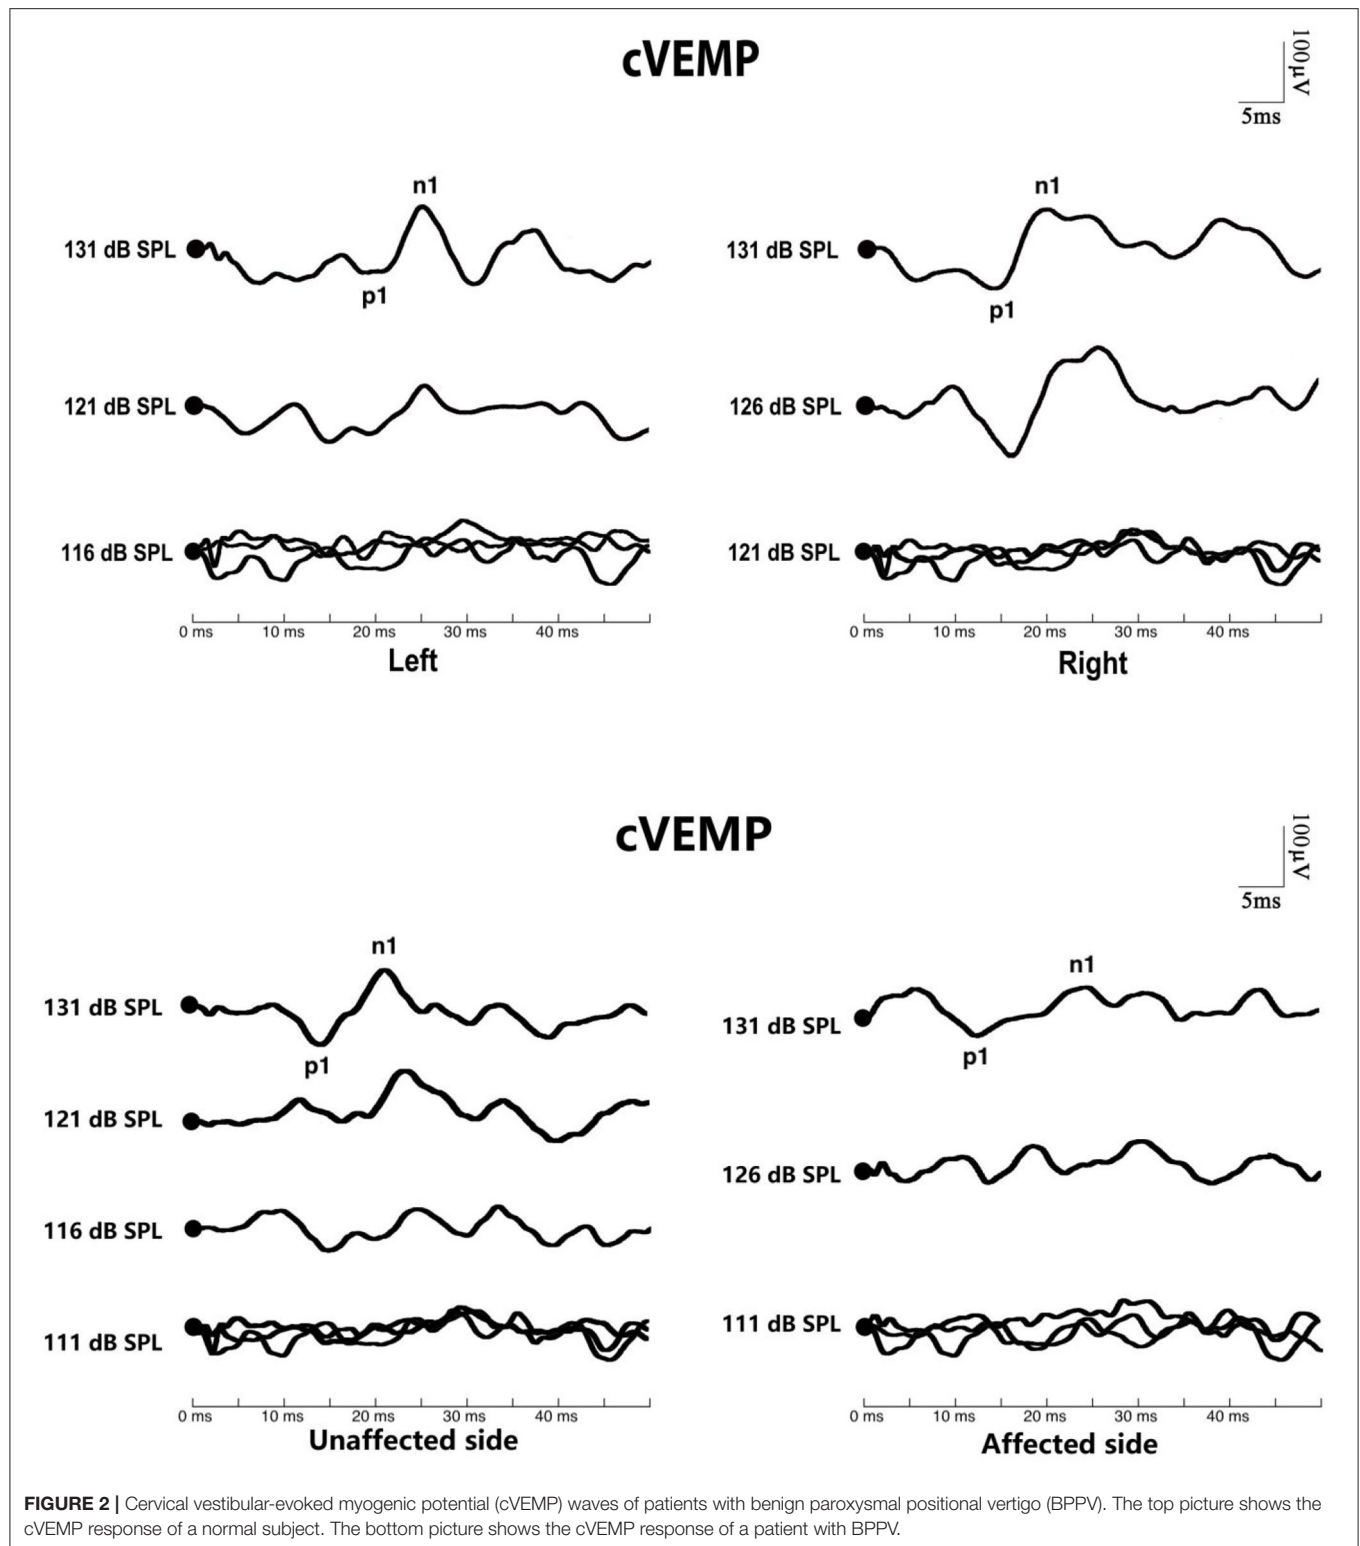 cVEMP
100μV
5ms
n1
131 dB SPL
p1
121 dB SPL
116 dB SPL
0 ms 10 ms 20 ms 30 ms 40 ms
Left
n1
131 dB SPL
p1
126 dB SPL
121 dB SPL
0 ms 10 ms 20 ms 30 ms 40 ms
Right
cVEMP
100μV
5ms
n1
131 dB SPL
p1
121 dB SPL
116 dB SPL
111 dB SPL
0 ms 10 ms 20 ms 30 ms 40 ms
Unaffected side
n1
131 dB SPL
p1
126 dB SPL
111 dB SPL
0 ms 10 ms 20 ms 30 ms 40 ms
Affected side
FIGURE 2 | Cervical vestibular-evoked myogenic potential (cVEMP) waves of patients with benign paroxysmal positional vertigo (BPPV). The top picture shows the
cVEMP response of a normal subject. The bottom picture shows the cVEMP response of a patient with BPPV.